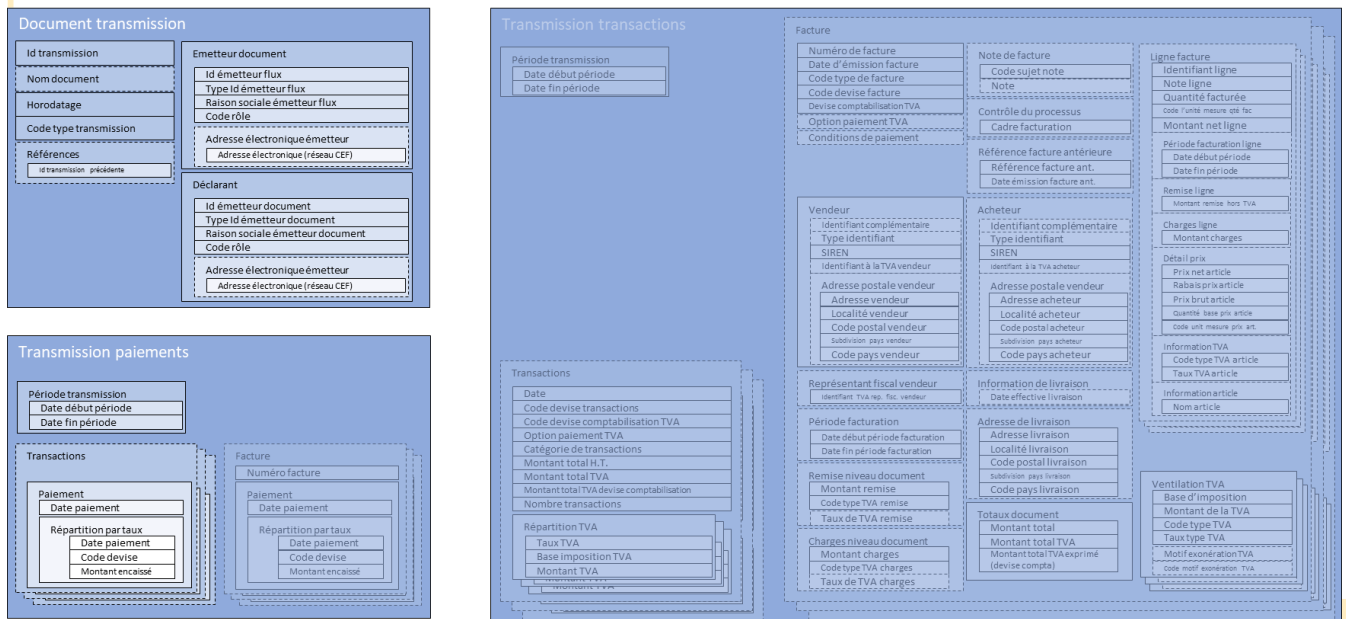 Document transmission
Id transmission
Nom document
Horodatage
Code type transmission
Références
Id transmission précédente
Emetteur document
Id émetteur flux
Type Id émetteur flux
Raison sociale émetteur flux
Code rôle
Adresse électronique émetteur
Adresse électronique (réseau CEF)
Déclarant
Id émetteur document
Type Id émetteur document
Raison sociale émetteur document
Code rôle
Adresse électronique émetteur
Adresse électronique (réseau CEF)
Transmission paiements
Période transmission
Date début période
Date fin période
Transactions
Paiement
Date paiement
Répartition par taux
Date paiement
Code devise
Montant encaissé
Facture
Numéro facture
Paiement
Date paiement
Répartition par taux
Date paiement
Code devise
Montant encaissé
Transmission transactions
Période transmission
Date début période
Date fin période
Transactions
Date
Code devise transactions
Code devise comptabilisation TVA
Option paiement TVA
Catégorie de transactions
Montant total H.T.
Montant total TVA
Montant total TVA devise comptabilisation
Nombre transactions
Répartition TVA
Taux TVA
Base imposition TVA
Montant TVA
Montant TVA
Facture
Numéro de facture
Date d'émission facture
Code type de facture
Code devise facture
Devise comptabilisation TVA
Option paiement TVA
Conditions de paiement
Note de facture
Code sujet note
Note
Contrôle du processus
Cadre facturation
Référence facture antérieure
Référence facture ant.
Date émission facture ant.
Vendeur
Identifiant complémentaire
Type identifiant
SIREN
Identifiant à la TVA vendeur
Adresse postale vendeur
Adresse vendeur
Localité vendeur
Code postal vendeur
Subdivision pays vendeur
Code pays vendeur
Acheteur
Identifiant complémentaire
Type identifiant
SIREN
Identifiant à la TVA acheteur
Adresse postale vendeur
Adresse acheteur
Localité acheteur
Code postal acheteur
Subdivision pays acheteur
Code pays acheteur
Représentant fiscal vendeur
Identifiant TVA rep. fisc. vendeur
Information de livraison
Date effective livraison
Période facturation
Date début période facturation
Date fin période facturation
Adresse de livraison
Adresse livraison
Localité livraison
Code postal livraison
Subdivision pays livraison
Code pays livraison
Remise niveau document
Montant remise
Code type TVA remise
Taux de TVA remise
Charges niveau document
Montant charges
Code type TVA charges
Taux de TVA charges
Totaux document
Montant total
Montant total TVA
Montant total TVA exprimé
(devise compta)
Ligne facture
Identifiant ligne
Note ligne
Quantité facturée
Code l'unité mesure qté fac
Montant net ligne
Période facturation ligne
Date début période
Date fin période
Remise ligne
Montant remise hors TVA
Charges ligne
Montant charges
Détail prix
Prix net article
Rabais prix article
Prix brut article
Quantité base prix article
Code unit mesure prix art.
Information TVA
Code type TVA article
Taux TVA article
Information article
Nom article
Ventilation TVA
Base d'imposition
Montant de la TVA
Code type TVA
Taux type TVA
Motif exonération TVA
Code motif exonération TVA